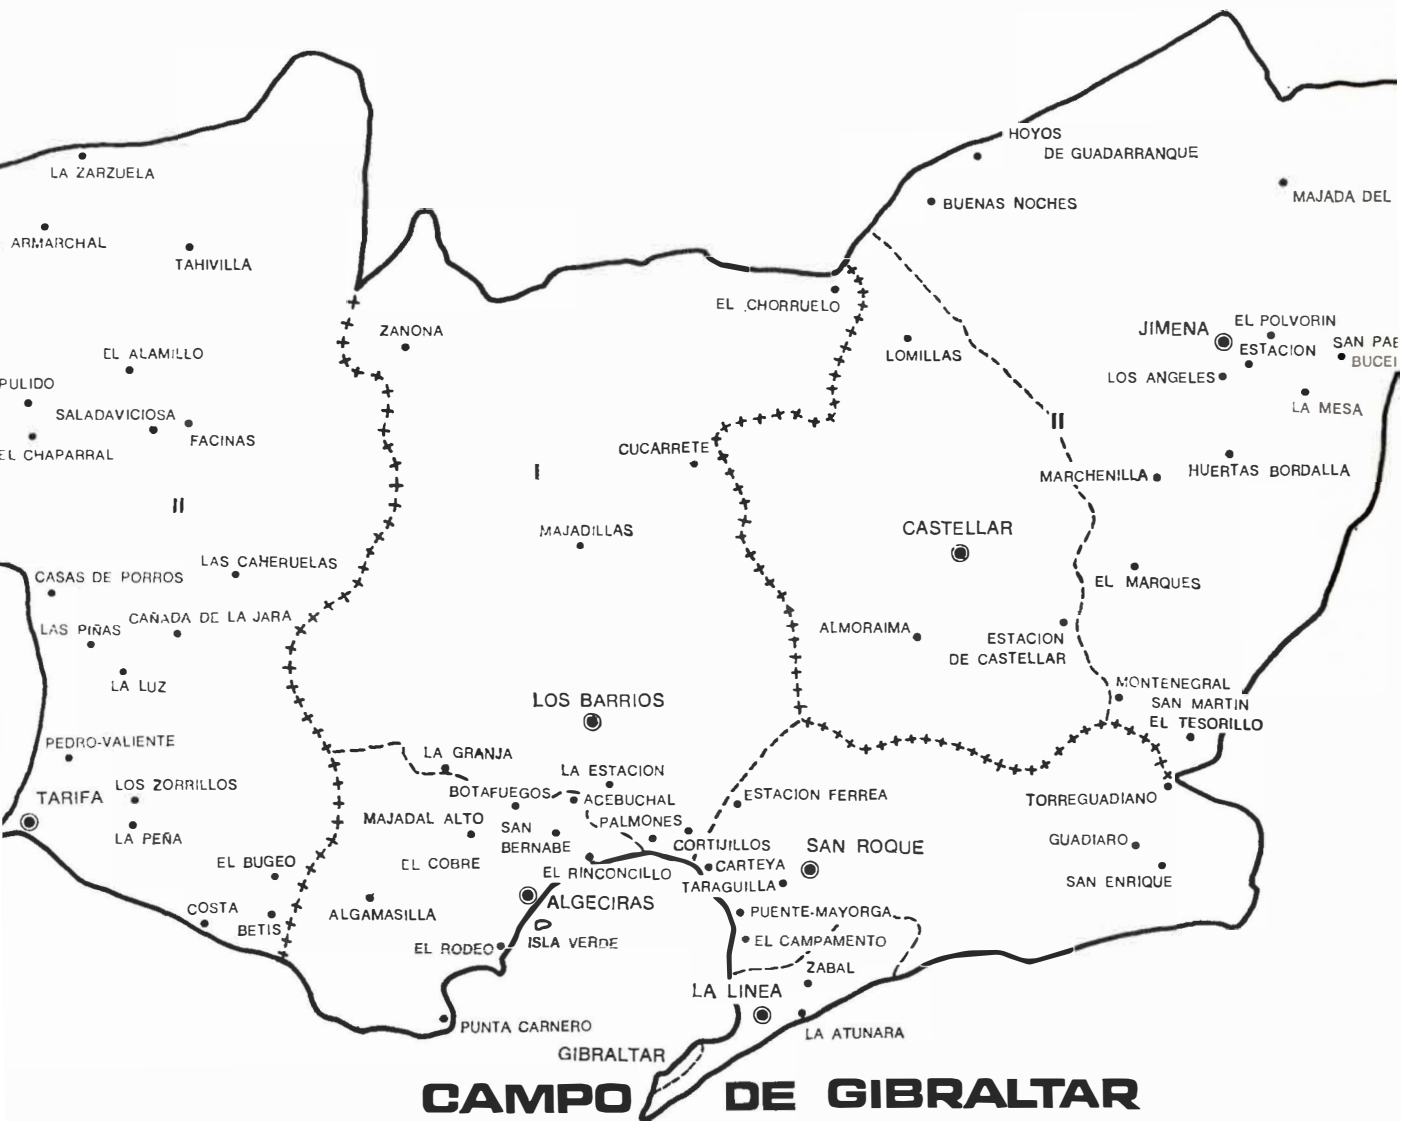 HOYOS
DE GUADARRANQUE
LA ZARZUELA
MAJADA DEL
BUENAS NOCHES
ARMARCHAL
TAHIVILLA
EL CHORRUELO
ZANONA
JIMENA
EL POLVORIN
ESTACION
SAN PAE
BUCEI
LOMILLAS
EL ALAMILLO
LOS ANGELES
PULIDO
LA MESA
SALADAVICIOSA
FACINAS
II
CUCARRETE
EL CHAPARRAL
I
MARCHENILLA
HUERTAS BORDALLA
II
MAJADILLAS
CASTELLAR
LAS CAHERUELAS
CASAS DE PORROS
EL MARQUES
CAÑADA DE LA JARA
LAS PIÑAS
ALMORAIMA
ESTACION
DE CASTELLAR
LA LUZ
MONTENEGRAL
SAN MARTIN
EL TESORILLO
LOS BARRIOS
PEDRO-VALIENTE
LA GRANJA
LA ESTACION
LOS ZORRILLOS
TARIFA
BOTAFUEGOS
ACEBUCHAL
ESTACION FERREA
TORREGUADIANO
MAJADAL ALTO
SAN
BERNABE
PALMONES
LA PEÑA
CORTIJILLOS
SAN ROQUE
GUADIARO
EL BUGEO
EL COBRE
EL RINCONCILLO
CARTEYA
TARAGUILLA
SAN ENRIQUE
COSTA
BETIS
ALGAMASILLA
ALGECIRAS
PUENTE-MAYORGA
EL RODEO
ISLA VERDE
EL CAMPAMENTO
ZABAL
LA LINEA
PUNTA CARNERO
LA ATUNARA
GIBRALTAR
CAMPO DE GIBRALTAR